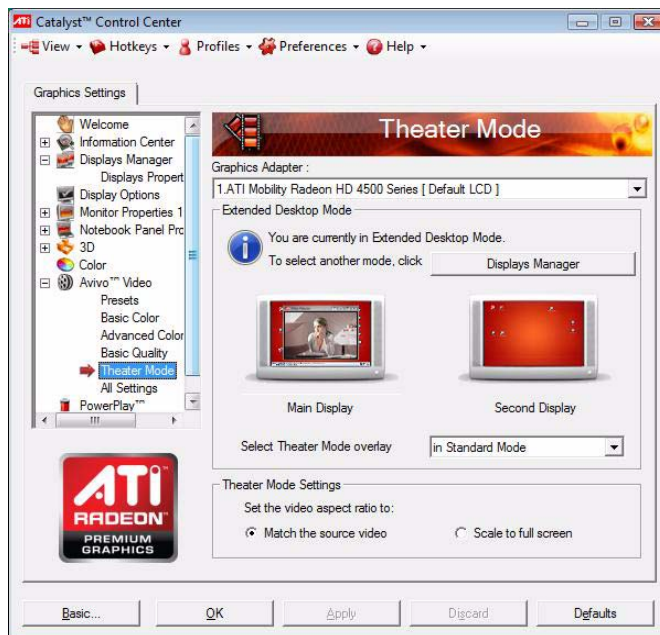 ATI Catalyst™ Control Center
View Hotkeys Profiles Preferences Help
Graphics Settings
Welcome
Information Center
Displays Manager
Displays Propert
Display Options
Monitor Properties 1
Notebook Panel Prc
3D
Color
Avivo™ Video
Presets
Basic Color
Advanced Color
Basic Quality
Theater Mode
All Settings
PowerPlay™
ATI
RADEON™
PREMIUM
GRAPHICS
Theater Mode
Graphics Adapter :
1.ATI Mobility Radeon HD 4500 Series [ Default LCD ]
Extended Desktop Mode
You are currently in Extended Desktop Mode.
To select another mode, click Displays Manager
Main Display Second Display
Select Theater Mode overlay in Standard Mode
Theater Mode Settings
Set the video aspect ratio to:
Match the source video Scale to full screen
Basic... OK Apply Discard Defaults